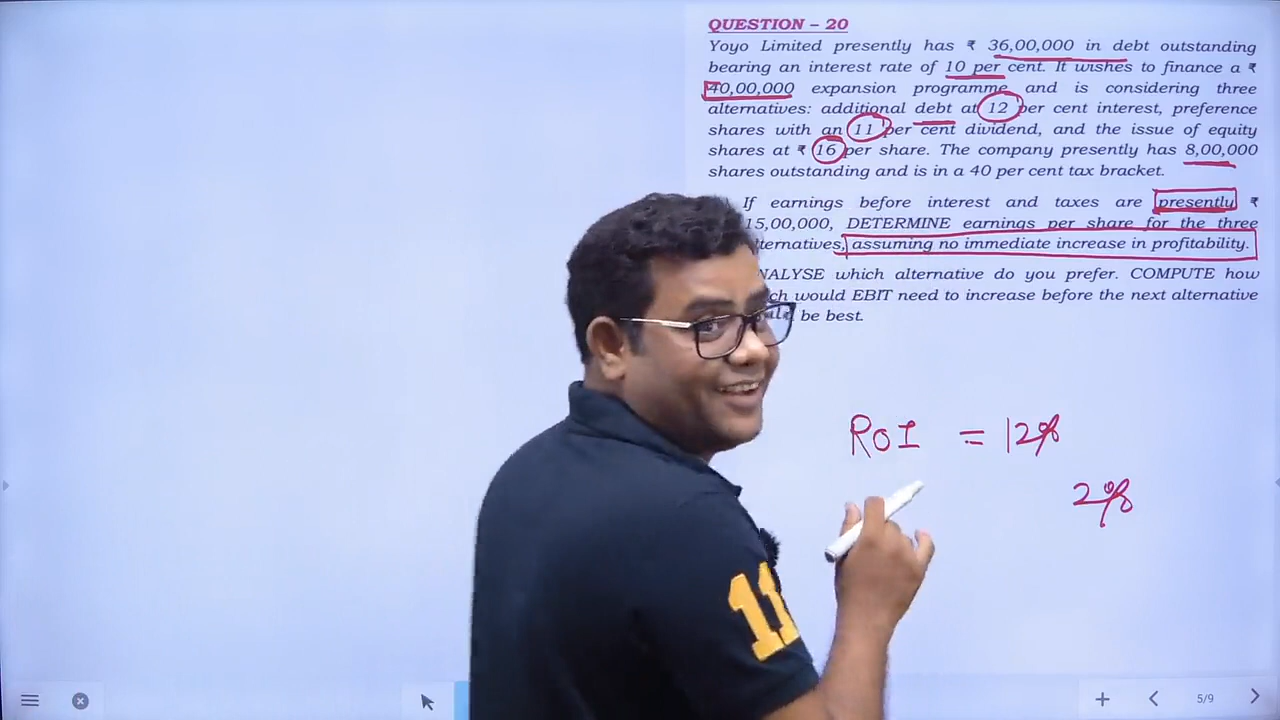 QUESTION – 20
Yoyo Limited presently has ₹ 36,00,000 in debt outstanding
bearing an interest rate of 10 per cent. It wishes to finance a ₹
40,00,000 expansion programme and is considering three
alternatives: additional debt at 12 per cent interest, preference
shares with an 11 per cent dividend, and the issue of equity
shares at ₹ 16 per share. The company presently has 8,00,000
shares outstanding and is in a 40 per cent tax bracket.
If earnings before interest and taxes are presently ₹
15,00,000, DETERMINE earnings per share for the three
assuming no immediate increase in profitability.
which alternative do you prefer. COMPUTE how
would EBIT need to increase before the next alternative
be best.
ROI = 12%
2%
11
5/9